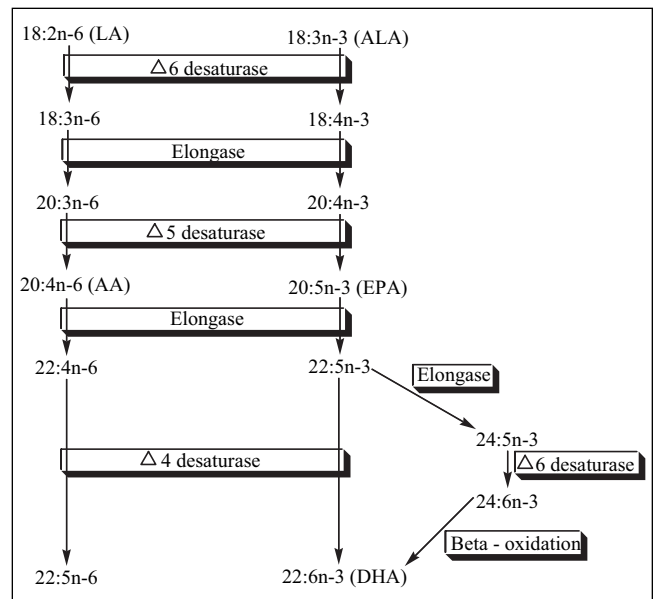 18:2n-6 (LA)
18:3n-3 (ALA)
△6 desaturase
18:3n-6
18:4n-3
Elongase
20:3n-6
20:4n-3
△ 5 desaturase
20:4n-6 (AA)
20:5n-3 (EPA)
Elongase
22:4n-6
22:5n-3
Elongase
24:5n-3
△ 4 desaturase
△6 desaturase
24:6n-3
Beta - oxidation
22:5n-6
22:6n-3 (DHA)